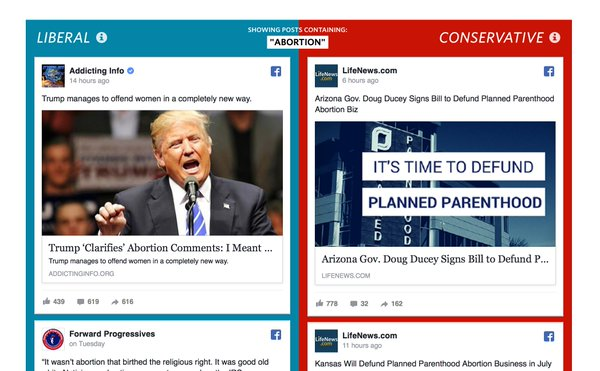 LIBERAL
SHOWING POSTS CONTAINING:
"ABORTION"
CONSERVATIVE
Addicting Info
14 hours ago
Trump manages to offend women in a completely new way.
Trump 'Clarifies' Abortion Comments: I Meant ...
Trump manages to offend women in a completely new way.
ADDICTINGINFO.ORG
439 619 616
Forward Progressives
on Tuesday
"It wasn't abortion that birthed the religious right. It was good old
LifeNews.com
6 hours ago
Arizona Gov. Doug Ducey Signs Bill to Defund Planned Parenthood
Abortion Biz
IT'S TIME TO DEFUND
PLANNED PARENTHOOD
Arizona Gov. Doug Ducey Signs Bill to Defund P...
LIFENEWS.COM
778 32 162
LifeNews.com
11 hours ago
Kansas Will Defund Planned Parenthood Abortion Business in July